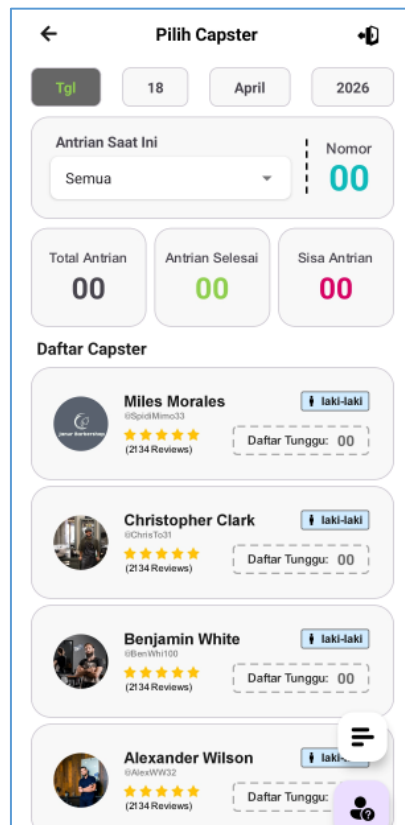 Pilih Capster
Tgl 18 April 2026
Antrian Saat Ini
Nomor
Semua
00
Total Antrian Antrian Selesai Sisa Antrian
00 00 00
Daftar Capster
Miles Morales laki-laki
@SpidiMimo33
(2134 Reviews) Daftar Tunggu: 00
Christopher Clark laki-laki
@ChrisTo31
(2134 Reviews) Daftar Tunggu: 00
Benjamin White laki-laki
@BenWhi100
(2134 Reviews) Daftar Tunggu: 00
Alexander Wilson laki-
@AlexWW32
(2134 Reviews) Daftar Tunggu: